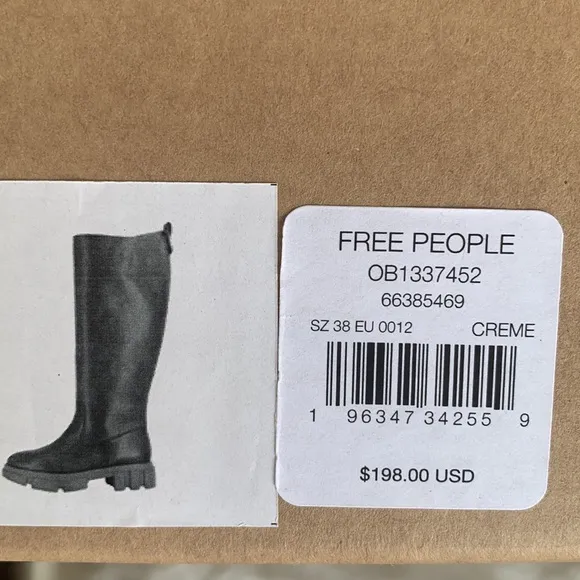 FREE PEOPLE
OB1337452
66385469
SZ 38 EU 0012 CREME
1 96347 34255 9
$198.00 USD